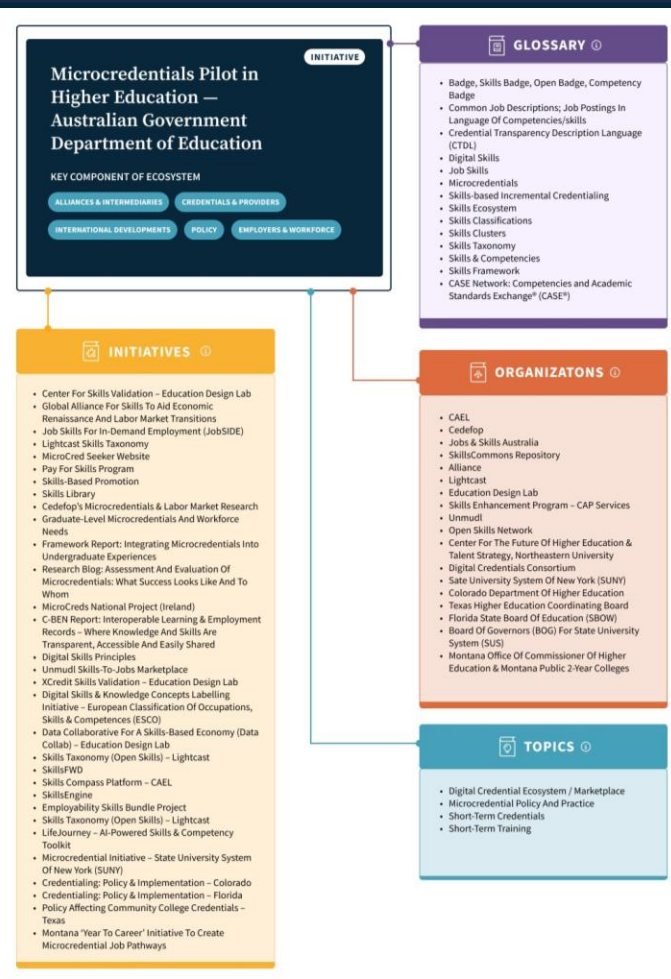 INITIATIVE
Microcredentials Pilot in
Higher Education —
Australian Government
Department of Education
KEY COMPONENT OF ECOSYSTEM
ALLIANCES & INTERMEDIARIES
CREDENTIALS & PROVIDERS
INTERNATIONAL DEVELOPMENTS
POLICY
EMPLOYERS & WORKFORCE
GLOSSARY
• Badge, Skills Badge, Open Badge, Competency
Badge
• Common Job Descriptions; Job Postings In
Language Of Competencies/skills
• Credential Transparency Description Language
(CTDL)
• Digital Skills
• Job Skills
• Microcredentials
• Skills-based Incremental Credentialing
• Skills Ecosystem
• Skills Classifications
• Skills Clusters
• Skills Taxonomy
• Skills & Competencies
• Skills Framework
• CASE Network: Competencies and Academic
Standards Exchange® (CASE®)
INITIATIVES
• Center For Skills Validation – Education Design Lab
• Global Alliance For Skills To Aid Economic
Renaissance And Labor Market Transitions
• Job Skills For In-Demand Employment (JobSIDE)
• Lightcast Skills Taxonomy
• MicroCred Seeker Website
• Pay For Skills Program
• Skills-Based Promotion
• Skills Library
• Cedefop's Microcredentials & Labor Market Research
• Graduate-Level Microcredentials And Workforce
Needs
• Framework Report: Integrating Microcredentials Into
Undergraduate Experiences
• Research Blog: Assessment And Evaluation Of
Microcredentials: What Success Looks Like And To
Whom
• MicroCreds National Project (Ireland)
• C-BEN Report: Interoperable Learning & Employment
Records – Where Knowledge And Skills Are
Transparent, Accessible And Easily Shared
• Digital Skills Principles
• Unmudl Skills-To-Jobs Marketplace
• XCredit Skills Validation – Education Design Lab
• Digital Skills & Knowledge Concepts Labelling
Initiative – European Classification Of Occupations,
Skills & Competences (ESCO)
• Data Collaborative For A Skills-Based Economy (Data
Collab) – Education Design Lab
• Skills Taxonomy (Open Skills) – Lightcast
• SkillsFWD
• Skills Compass Platform – CAEL
• SkillsEngine
• Employability Skills Bundle Project
• Skills Taxonomy (Open Skills) – Lightcast
• LifeJourney – AI-Powered Skills & Competency
Toolkit
• Microcredential Initiative – State University System
Of New York (SUNY)
• Credentialing: Policy & Implementation – Colorado
• Credentialing: Policy & Implementation – Florida
• Policy Affecting Community College Credentials –
Texas
• Montana 'Year To Career' Initiative To Create
Microcredential Job Pathways
ORGANIZATONS
• CAEL
• Cedefop
• Jobs & Skills Australia
• SkillsCommons Repository
• Alliance
• Lightcast
• Education Design Lab
• Skills Enhancement Program – CAP Services
• Unmudl
• Open Skills Network
• Center For The Future Of Higher Education &
Talent Strategy, Northeastern University
• Digital Credentials Consortium
• Sate University System Of New York (SUNY)
• Colorado Department Of Higher Education
• Texas Higher Education Coordinating Board
• Florida State Board Of Education (SBOW)
• Board Of Governors (BOG) For State University
System (SUS)
• Montana Office Of Commissioner Of Higher
Education & Montana Public 2-Year Colleges
TOPICS
• Digital Credential Ecosystem / Marketplace
• Microcredential Policy And Practice
• Short-Term Credentials
• Short-Term Training